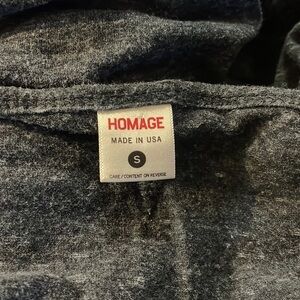 HOMAGE
MADE IN USA
S
CARE/CONTENT ON REVERSE